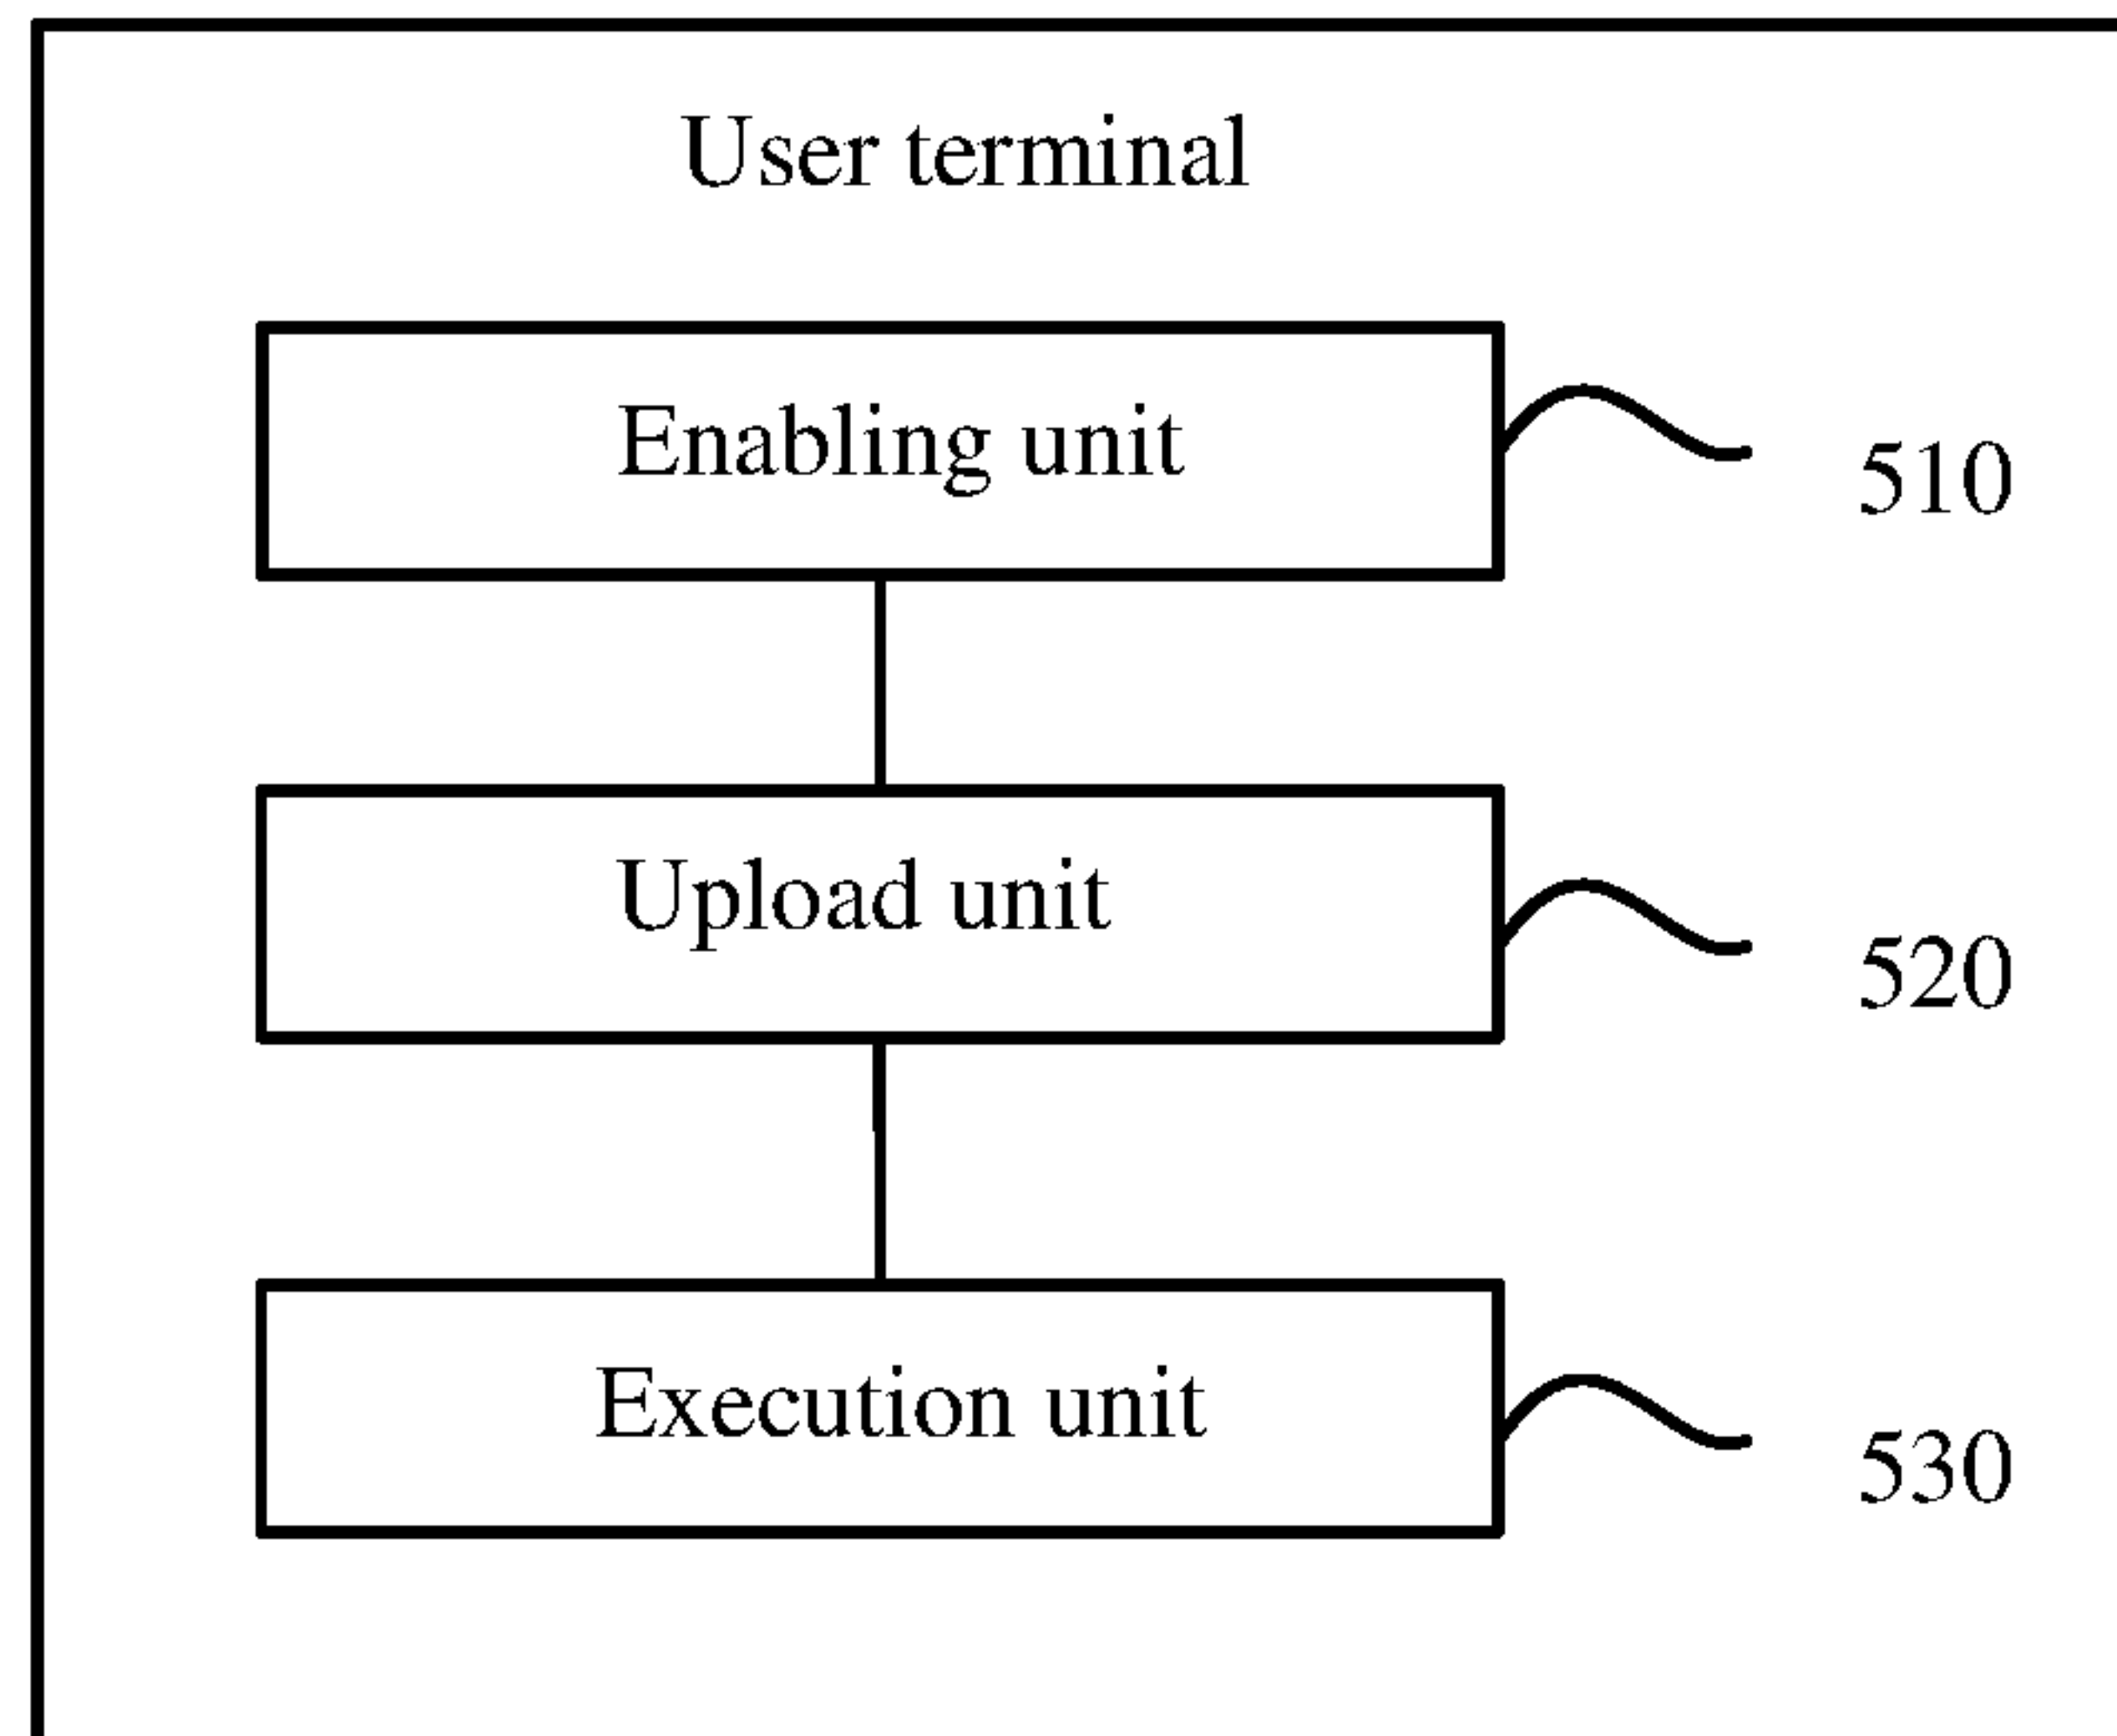 User terminal
Enabling unit
510
Upload unit
520
Execution unit
530